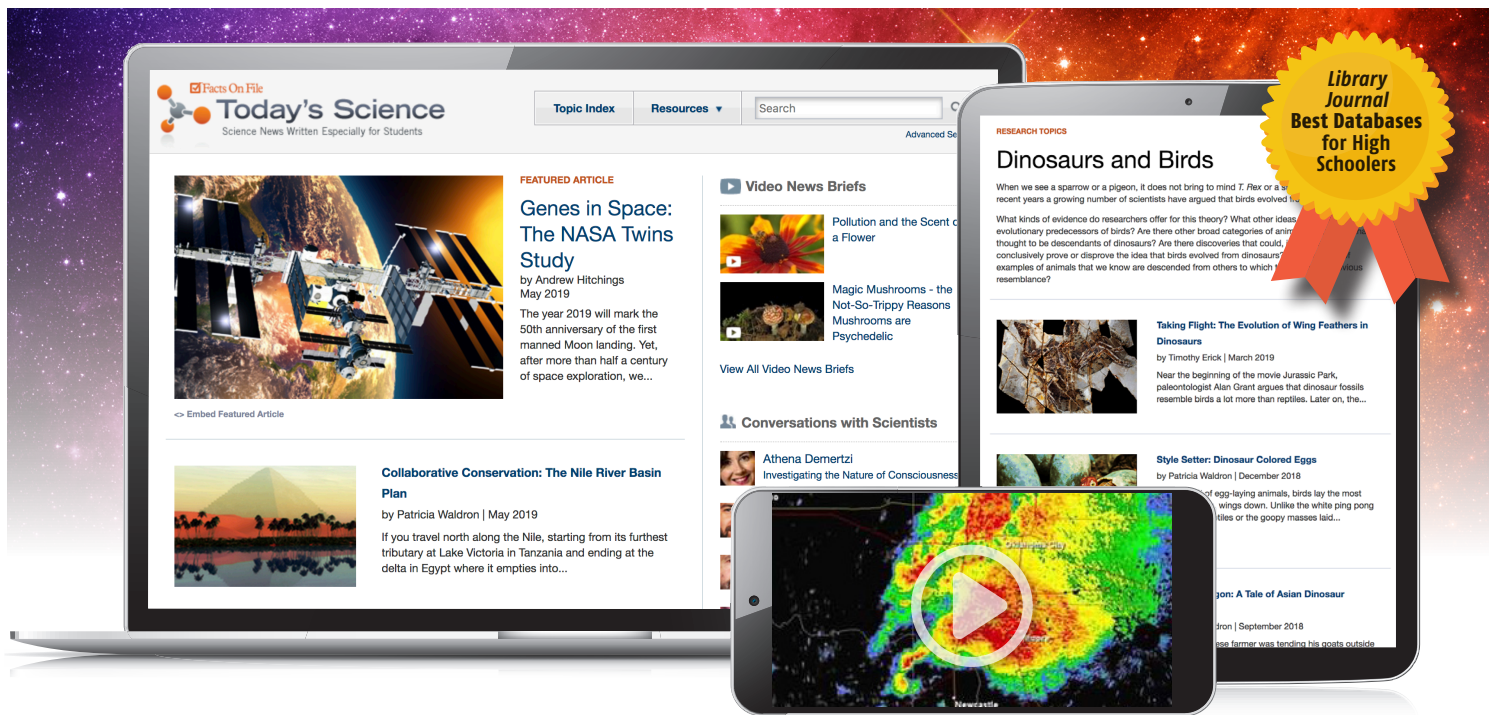 Facts On File
Today's Science
Science News Written Especially for Students
Topic Index
Resources
Search
Advanced Se
FEATURED ARTICLE
Genes in Space:
The NASA Twins
Study
by Andrew Hitchings
May 2019
The year 2019 will mark the
50th anniversary of the first
manned Moon landing. Yet,
after more than half a century
of space exploration, we...
<> Embed Featured Article
Collaborative Conservation: The Nile River Basin
Plan
by Patricia Waldron | May 2019
If you travel north along the Nile, starting from its furthest
tributary at Lake Victoria in Tanzania and ending at the
delta in Egypt where it empties into...
Video News Briefs
Pollution and the Scent
a Flower
Magic Mushrooms - the
Not-So-Trippy Reasons
Mushrooms are
Psychedelic
View All Video News Briefs
Conversations with Scientists
Athena Demertzi
Investigating the Nature of Consciousness
RESEARCH TOPICS
Dinosaurs and Birds
When we see a sparrow or a pigeon, it does not bring to mind T. Rex or a
recent years a growing number of scientists have argued that birds evolved
What kinds of evidence do researchers offer for this theory? What other ideas
evolutionary predecessors of birds? Are there other broad categories of
thought to be descendants of dinosaurs? Are there discoveries that could,
conclusively prove or disprove the idea that birds evolved from dinosaurs?
examples of animals that we know are descended from others to which
resemblance?
Taking Flight: The Evolution of Wing Feathers in
Dinosaurs
by Timothy Erick | March 2019
Near the beginning of the movie Jurassic Park,
paleontologist Alan Grant argues that dinosaur fossils
resemble birds a lot more than reptiles. Later on, the...
Style Setter: Dinosaur Colored Eggs
by Patricia Waldron | December 2018
of egg-laying animals, birds lay the most
wings down. Unlike the white ping pong
tiles or the goopy masses laid...
gon: A Tale of Asian Dinosaur
dron | September 2018
ese farmer was tending his goats outside
Library
Journal
Best Databases
for High
Schoolers
Oklahoma City
Newcastle